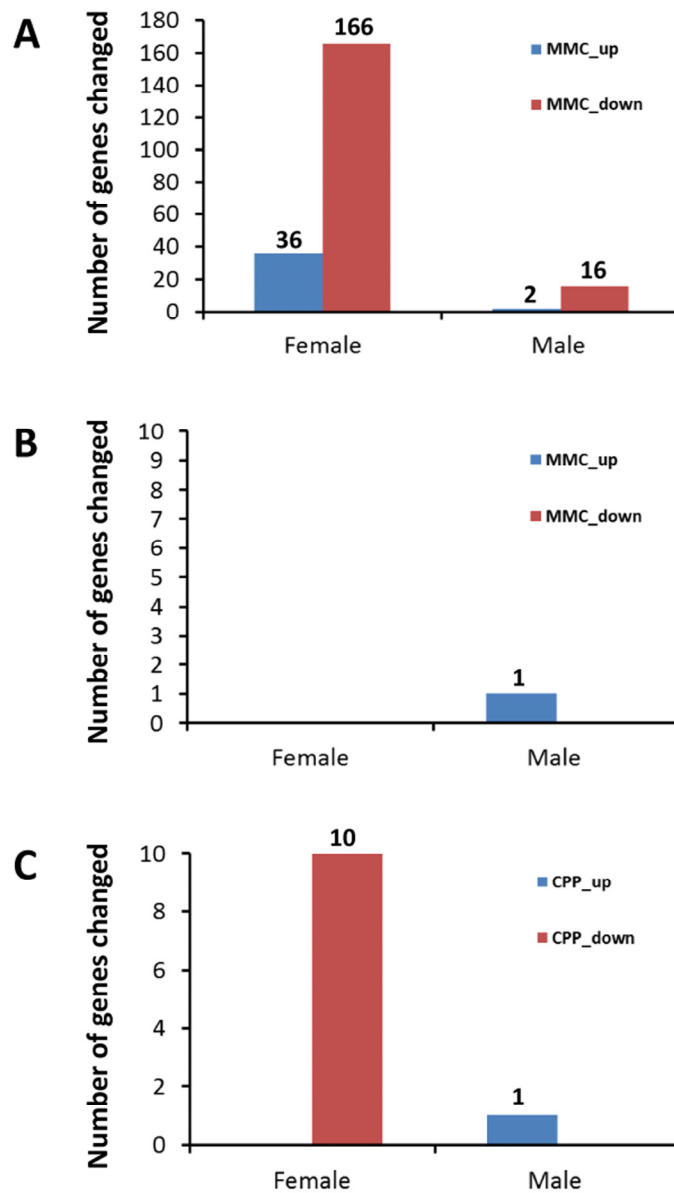 A
Number of genes changed
180
160
140
120
100
80
60
40
20
0
36
166
2
16
MMC_up
MMC_down
Female
Male
B
Number of genes changed
10
9
8
7
6
5
4
3
2
1
0
1
MMC_up
MMC_down
Female
Male
C
Number of genes changed
10
8
6
4
2
0
10
1
CPP_up
CPP_down
Female
Male